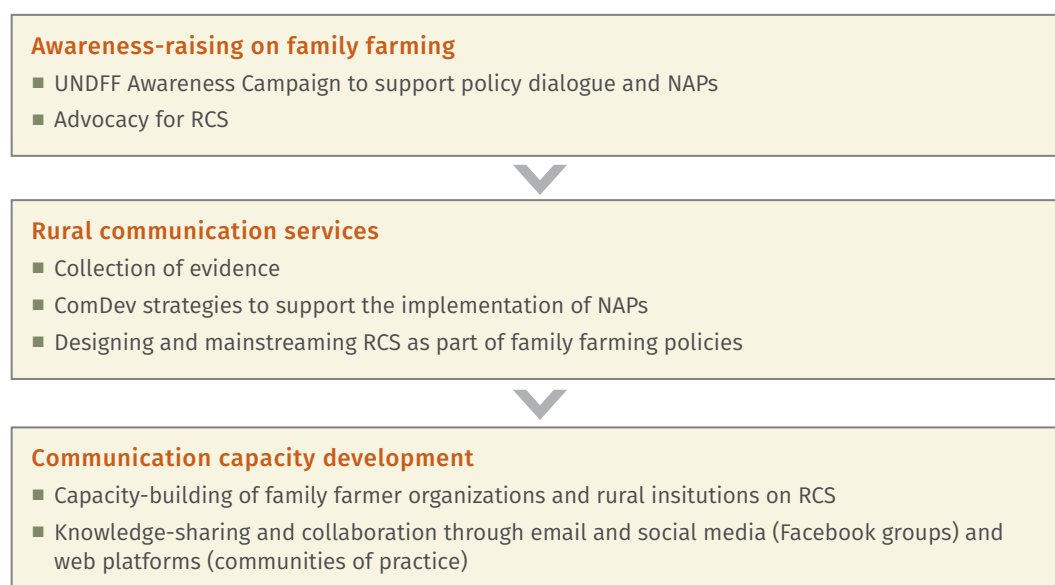 Awareness-raising on family farming
■ UNDFF Awareness Campaign to support policy dialogue and NAPs
■ Advocacy for RCS
Rural communication services
■ Collection of evidence
■ ComDev strategies to support the implementation of NAPs
■ Designing and mainstreaming RCS as part of family farming policies
Communication capacity development
■ Capacity-building of family farmer organizations and rural insitutions on RCS
■ Knowledge-sharing and collaboration through email and social media (Facebook groups) and
web platforms (communities of practice)